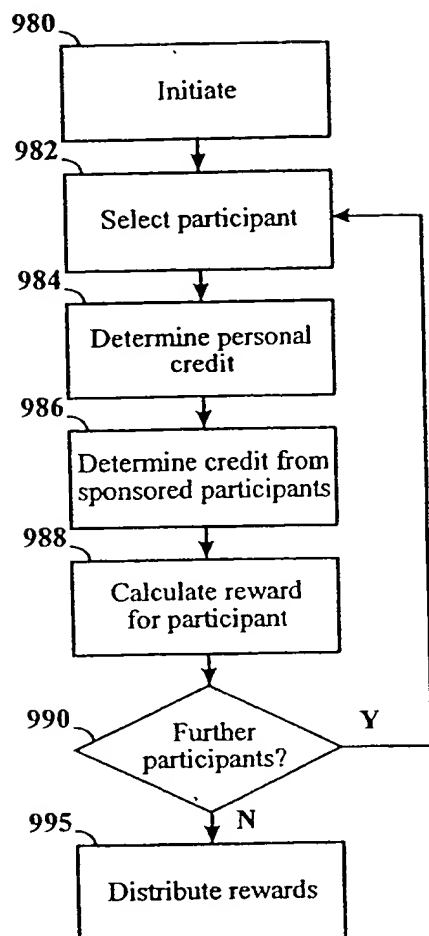 980
Initiate
982
Select participant
984
Determine personal
credit
986
Determine credit from
sponsored participants
988
Calculate reward
for participant
990
Further
participants?
Y
N
995
Distribute rewards